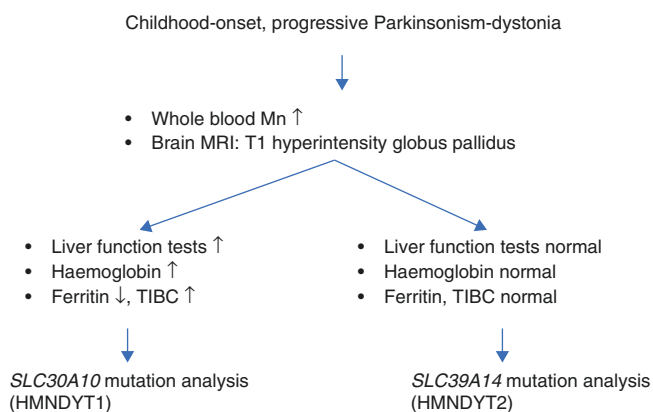 Childhood-onset, progressive Parkinsonism-dystonia
• Whole blood Mn ↑
• Brain MRI: T1 hyperintensity globus pallidus
• Liver function tests ↑
• Haemoglobin ↑
• Ferritin ↓, TIBC ↑
SLC30A10 mutation analysis
(HMNDYT1)
• Liver function tests normal
• Haemoglobin normal
• Ferritin, TIBC normal
SLC39A14 mutation analysis
(HMNDYT2)